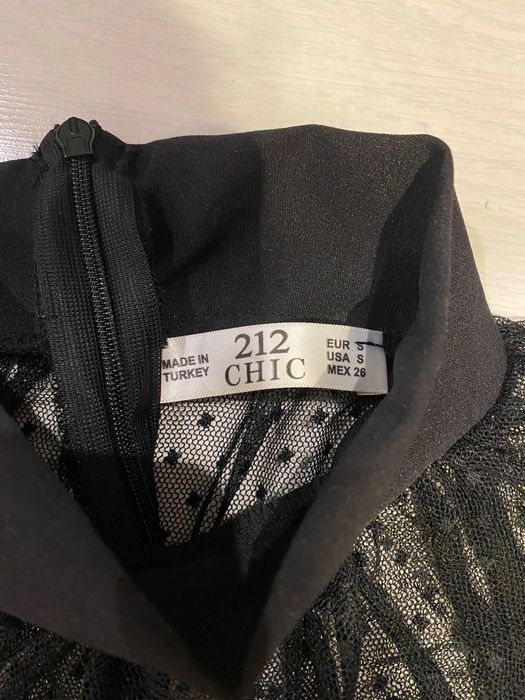 MADE IN
TURKEY
212
CHIC
EUR S
USA S
MEX 26